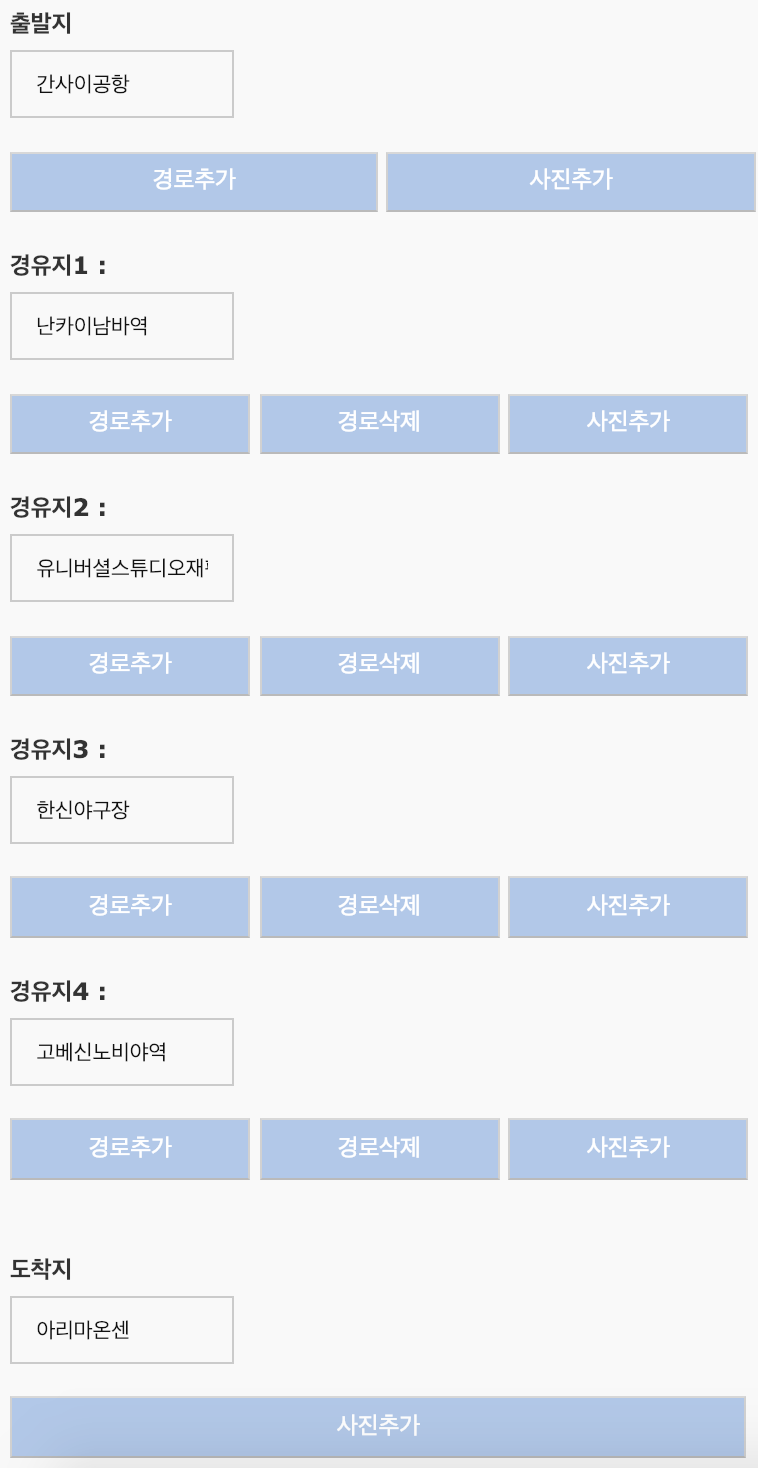 출발지
간사이공항
경로추가 사진추가
경유지1 :
난카이남바역
경로추가 경로삭제 사진추가
경유지2 :
유니버셜스튜디오재
경로추가 경로삭제 사진추가
경유지3 :
한신야구장
경로추가 경로삭제 사진추가
경유지4 :
고베신노비야역
경로추가 경로삭제 사진추가
도착지
아리마온센
사진추가